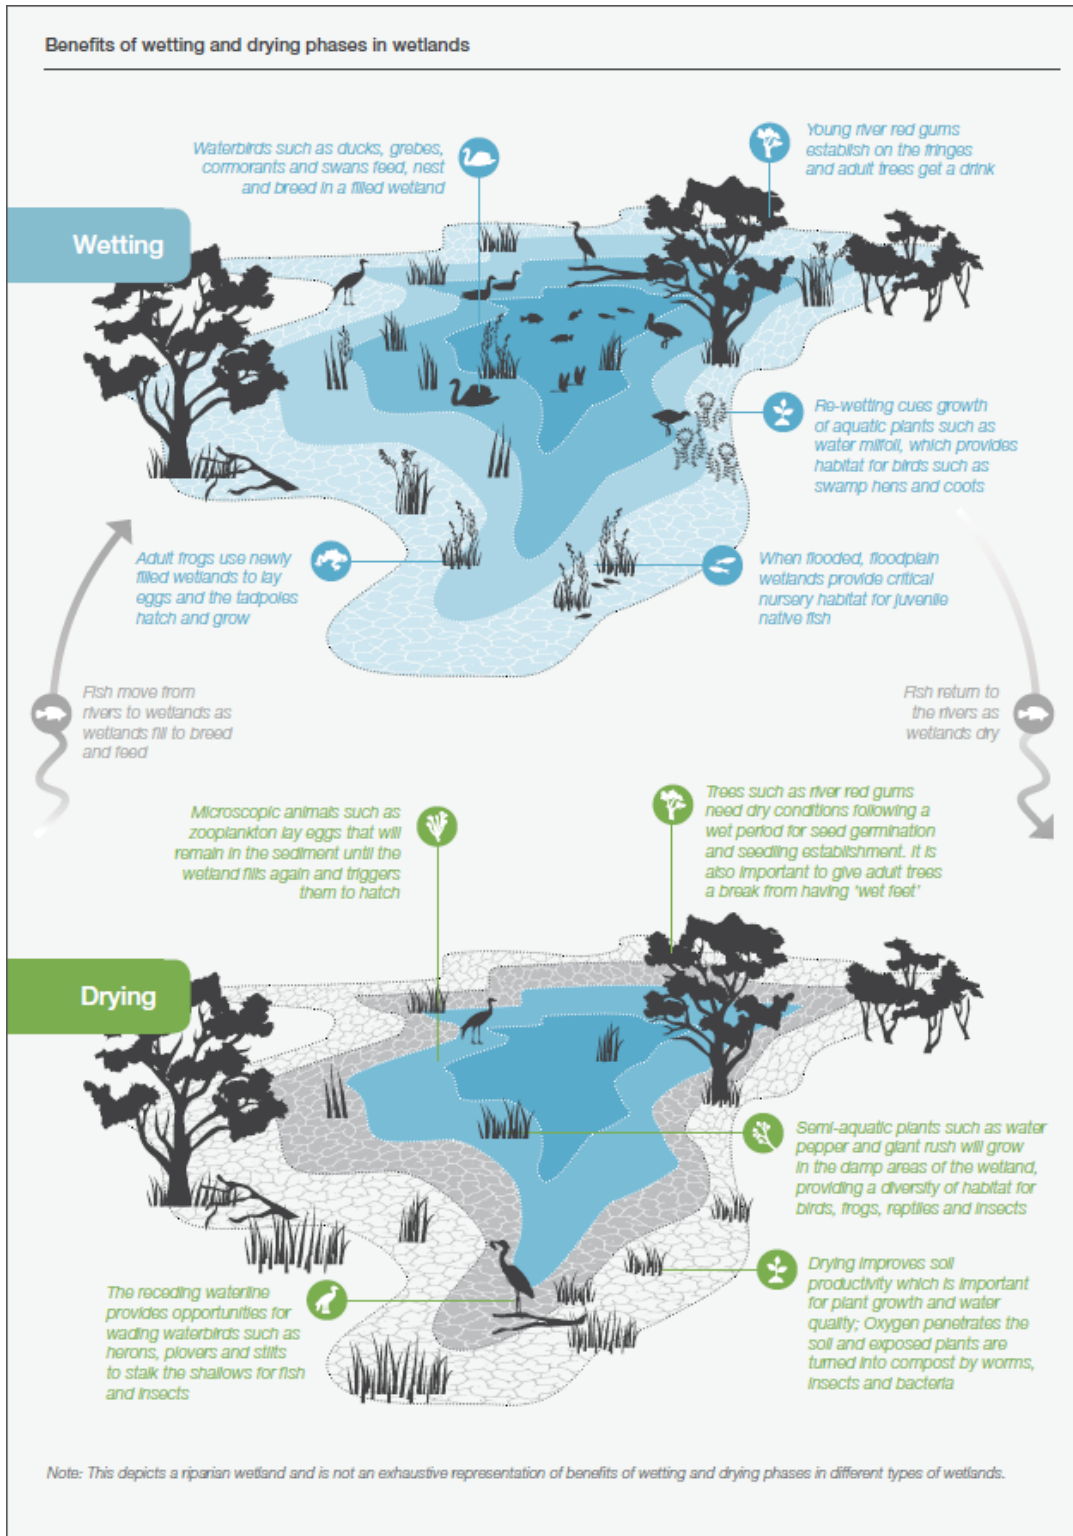 Benefits of wetting and drying phases in wetlands
Waterbirds such as ducks, grebes,
cormorants and swans feed, nest
and breed in a filled wetland
Young river red gums
establish on the fringes
and adult trees get a drink
Wetting
Re-wetting cues growth
of aquatic plants such as
water milfoil, which provides
habitat for birds such as
swamp hens and coots
Adult frogs use newly
filled wetlands to lay
eggs and the tadpoles
hatch and grow
When flooded, floodplain
wetlands provide critical
nursery habitat for juvenile
native fish
Fish move from
rivers to wetlands as
wetlands fill to breed
and feed
Fish return to
the rivers as
wetlands dry
Microscopic animals such as
zooplankton lay eggs that will
remain in the sediment until the
wetland fills again and triggers
them to hatch
Trees such as river red gums
need dry conditions following a
wet period for seed germination
and seedling establishment. It is
also important to give adult trees
a break from having 'wet feet'
Drying
Semi-aquatic plants such as water
pepper and giant rush will grow
in the damp areas of the wetland,
providing a diversity of habitat for
birds, frogs, reptiles and insects
The receding waterline
provides opportunities for
wading waterbirds such as
herons, plovers and stilts
to stalk the shallows for fish
and insects
Drying improves soil
productivity which is important
for plant growth and water
quality; Oxygen penetrates the
soil and exposed plants are
turned into compost by worms,
insects and bacteria
Note: This depicts a riparian wetland and is not an exhaustive representation of benefits of wetting and drying phases in different types of wetlands.